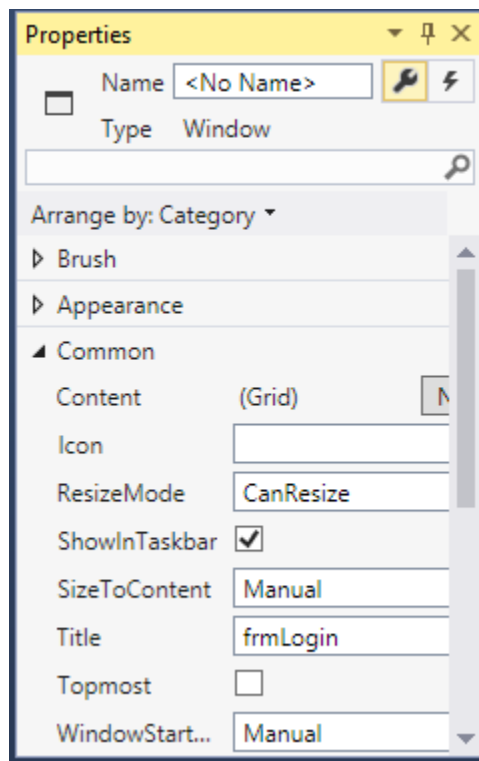 Properties
Name <No Name>
Type Window
Arrange by: Category
Brush
Appearance
Common
Content (Grid) N
Icon
ResizeMode CanResize
ShowInTaskbar
SizeToContent Manual
Title frmLogin
Topmost
WindowStart... Manual